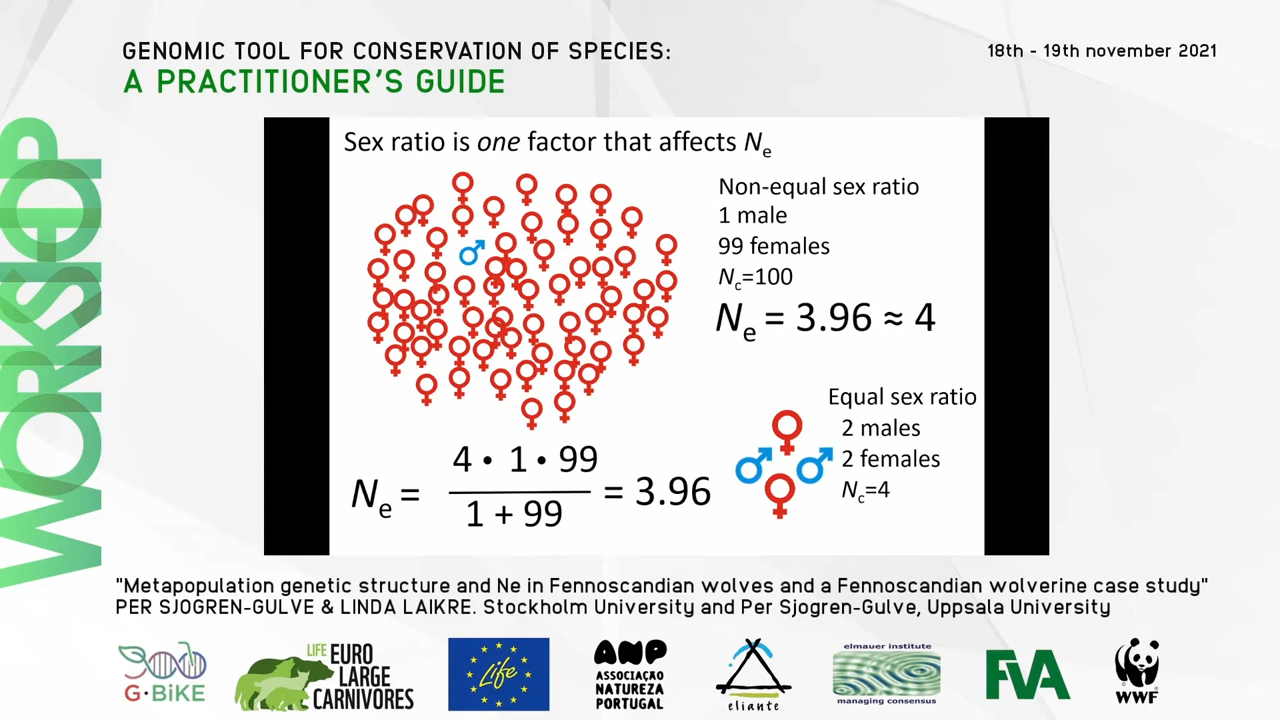 GENOMIC TOOL FOR CONSERVATION OF SPECIES:
A PRACTITIONER'S GUIDE
18th - 19th november 2021
WORKSHOP
Sex ratio is one factor that affects Ne
Non-equal sex ratio
1 male
99 females
Nc=100
Ne = 3.96 ≈ 4
Equal sex ratio
2 males
2 females
Nc=4
4 • 1 • 99
Ne = = 3.96
1 + 99
"Metapopulation genetic structure and Ne in Fennoscandian wolves and a Fennoscandian wolverine case study"
PER SJOGREN-GULVE & LINDA LAIKRE. Stockholm University and Per Sjogren-Gulve, Uppsala University
G·BiKE
LIFE
EURO
LARGE
CARNIVORES
Life
ANP
ASSOCIAÇÃO
NATUREZA
PORTUGAL
eliante
elmauer institute
managing consensus
FVA
WWF